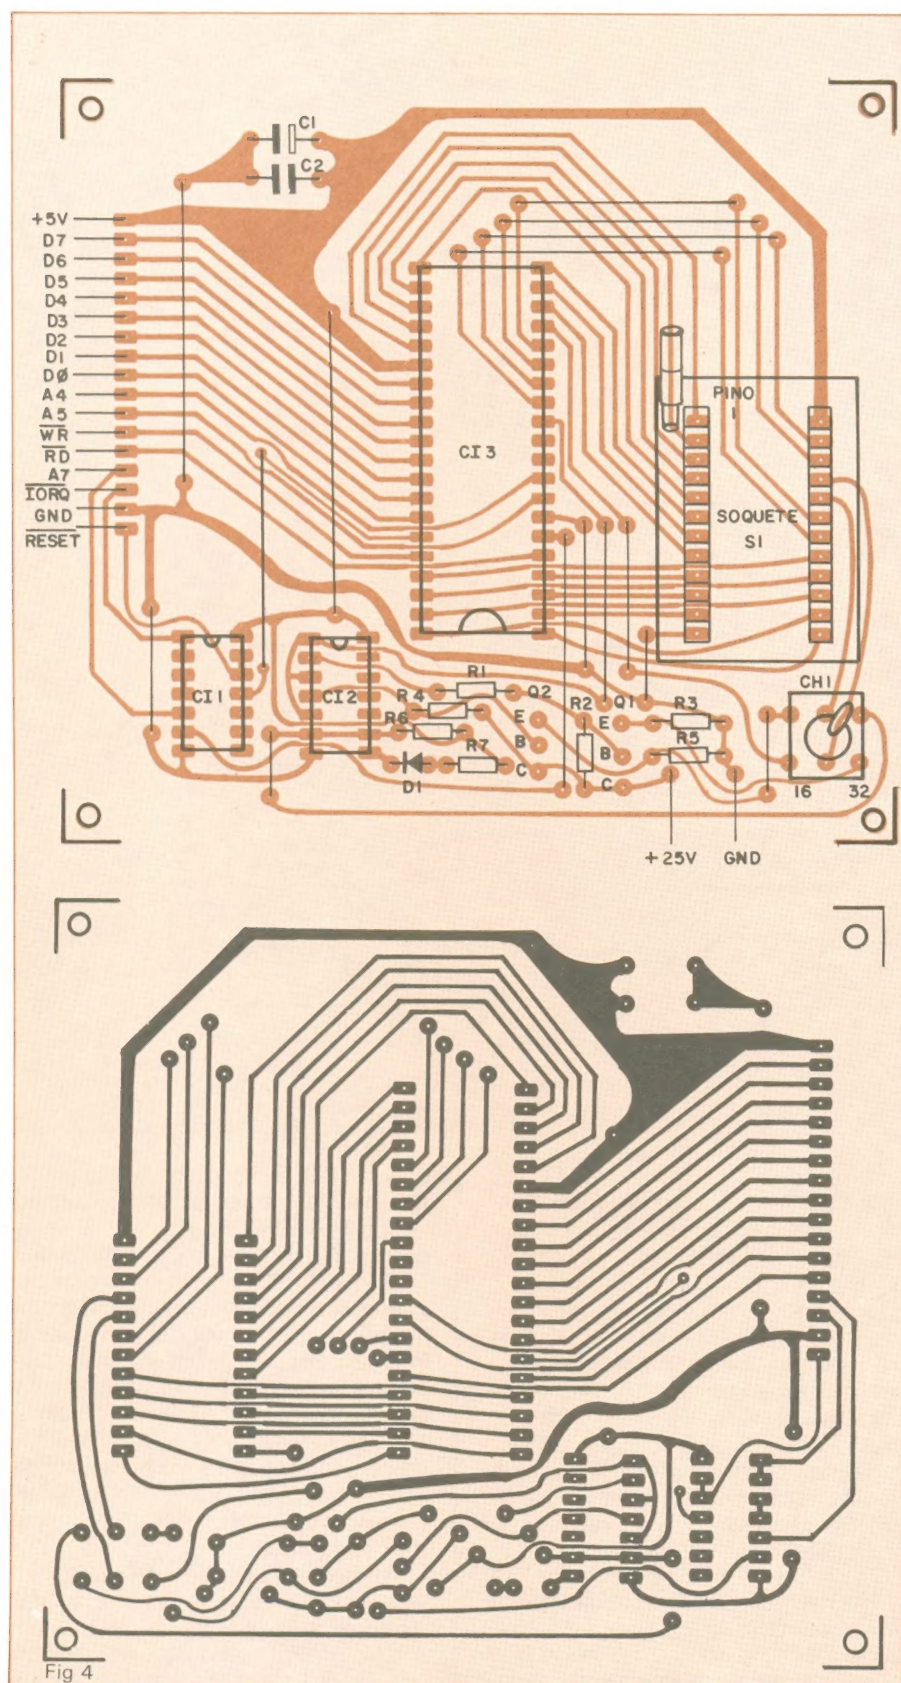 C1
C2
+5V
D7
D6
D5
D4
D3
D2
D1
DØ
A4
A5
WR
RD
A7
IORQ
GND
RESET
CI3
PINO
1
SOQUETE
S1
CI1
CI2
R1
R4
R6
R7
D1
Q2
E
B
C
R2
Q1
E
B
C
R3
R5
CH1
16
32
+25V
GND
Fig 4